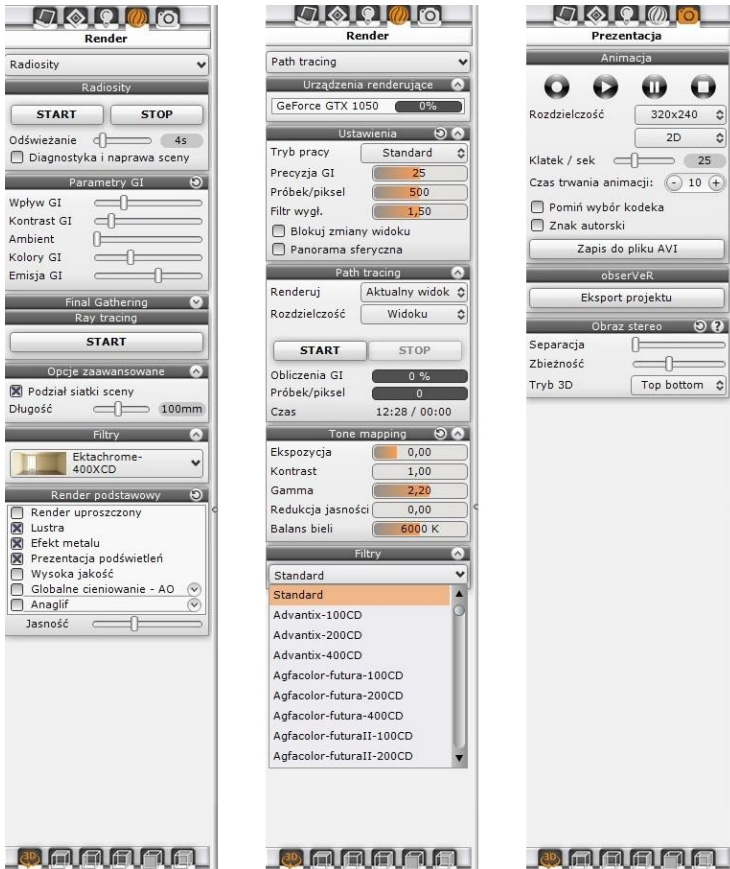 Render
Radiosity
Radiosity
START STOP
Odświeżanie 4s
Diagnostyka i naprawa sceny
Parametry GI
Wpływ GI
Kontrast GI
Ambient
Kolory GI
Emisja GI
Final Gathering
Ray tracing
START
Opcje zaawansowane
Podział siatki sceny
Długość 100mm
Filtry
Ektachrome-
400XCD
Render podstawowy
Render uproszczony
Lustra
Efekt metalu
Prezentacja podświetleń
Wysoka jakość
Globalne cieniowanie - AO
Anaglif
Jasność
3D
Render
Path tracing
Urządzenia renderujące
GeForce GTX 1050 0%
Ustawienia
Tryb pracy Standard
Precyzja GI 25
Próbek/piksel 500
Filtr wygł. 1,50
Blokuj zmiany widoku
Panorama sferyczna
Path tracing
Renderuj Aktualny widok
Rozdzielczość Widoku
START STOP
Obliczenia GI 0 %
Próbek/piksel 0
Czas 12:28 / 00:00
Tone mapping
Ekspozycja 0,00
Kontrast 1,00
Gamma 2,20
Redukcja jasności 0,00
Balans bieli 6000 K
Filtry
Standard
Standard
Advantix-100CD
Advantix-200CD
Advantix-400CD
Agfacolor-futura-100CD
Agfacolor-futura-200CD
Agfacolor-futura-400CD
Agfacolor-futuraII-100CD
Agfacolor-futuraII-200CD
3D
Prezentacja
Animacja
Rozdzielczość 320x240
2D
Klatek / sek 25
Czas trwania animacji: - 10 +
Pomiń wybór kodeka
Znak autorski
Zapis do pliku AVI
obserVeR
Eksport projektu
Obraz stereo ?
Separacja
Zbieżność
Tryb 3D Top bottom
3D